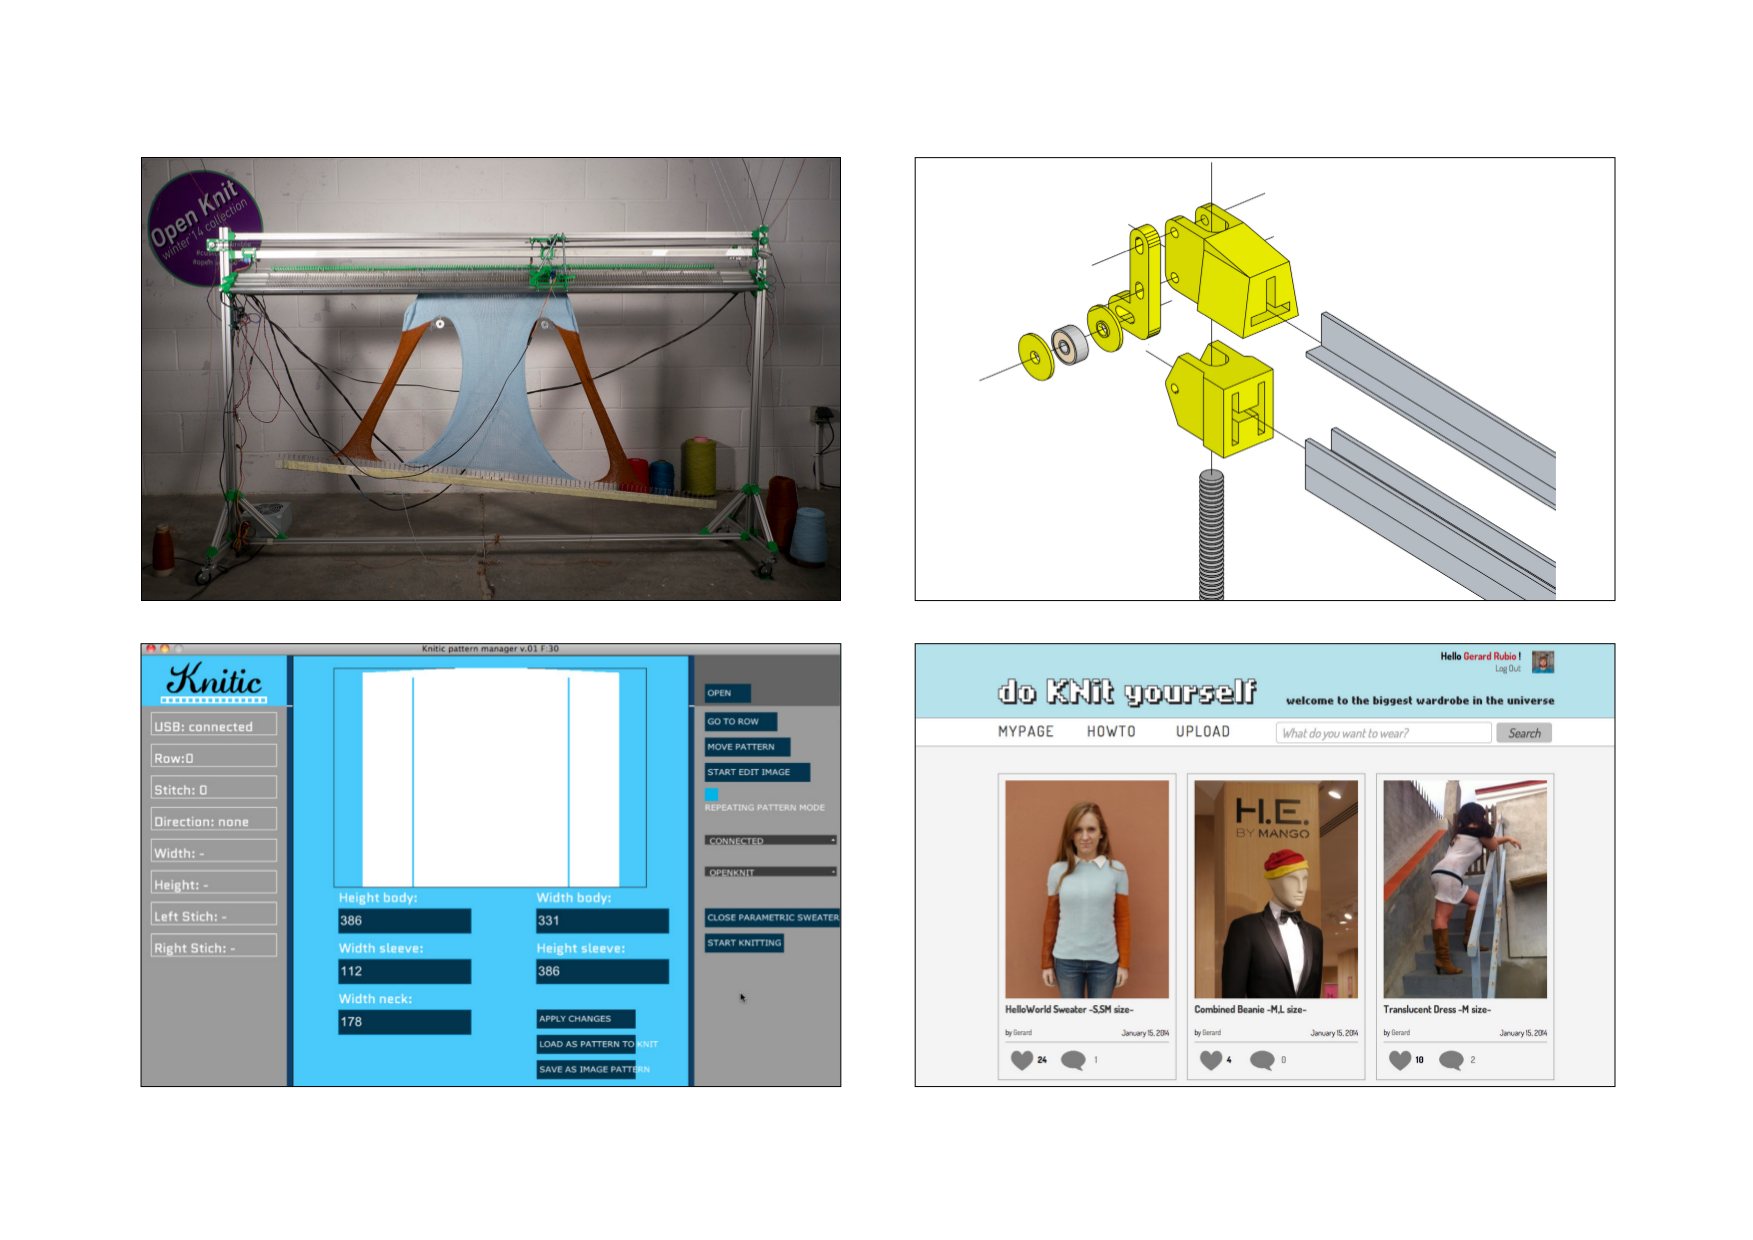 Open Knit
winter'14 collection
Knitic pattern manager v.01 F:30
Knitic
USB: connected
Row:0
Stitch: 0
Direction: none
Width: -
Height: -
Left Stich: -
Right Stich: -
Height body:
386
Width body:
331
Width sleeve:
112
Height sleeve:
386
Width neck:
178
APPLY CHANGES
LOAD AS PATTERN TO KNIT
SAVE AS IMAGE PATTERN
OPEN
GO TO ROW
MOVE PATTERN
START EDIT IMAGE
REPEATING PATTERN MODE
CONNECTED
OPENKNIT
CLOSE PARAMETRIC SWEATER
START KNITTING
Hello Gerard Rubio !
Log Out
do KNit yourself
welcome to the biggest wardrobe in the universe
MYPAGE HOWTO UPLOAD
What do you want to wear?
Search
H.E.
BY MANGO
HelloWorld Sweater -S,SM size-
by Gerard January 15, 2014
24 1
Combined Beanie -M,L size-
by Gerard January 15, 2014
4 0
Translucent Dress -M size-
by Gerard January 15, 2014
10 2